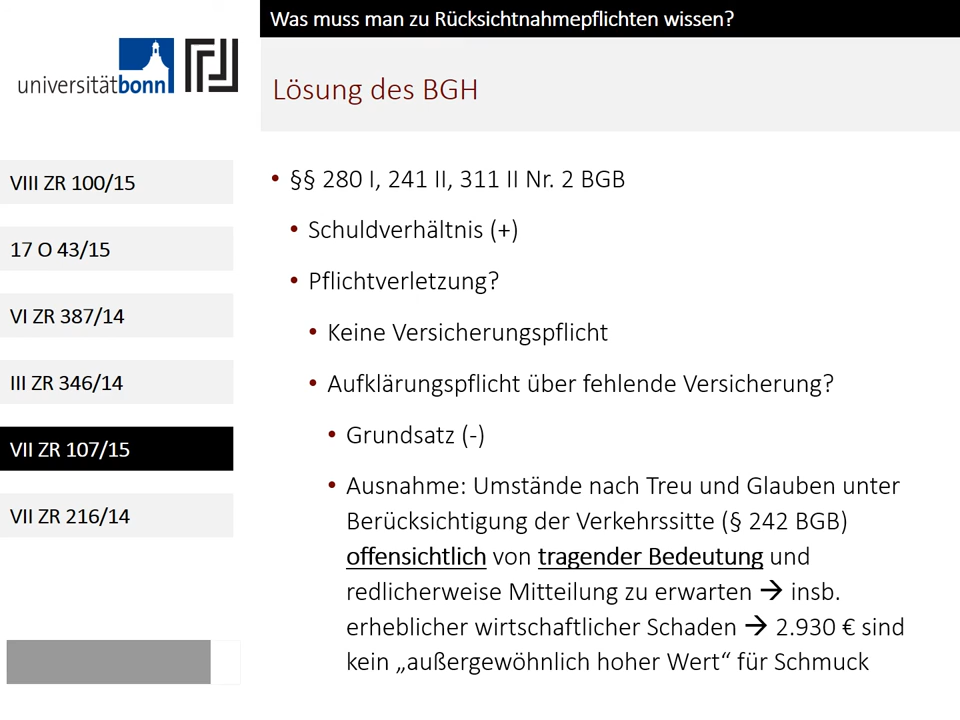 Was muss man zu Rücksichtnahmepflichten wissen?
universitätbonn
Lösung des BGH
VIII ZR 100/15
17 O 43/15
VI ZR 387/14
III ZR 346/14
VII ZR 107/15
VII ZR 216/14
• §§ 280 I, 241 II, 311 II Nr. 2 BGB
• Schuldverhältnis (+)
• Pflichtverletzung?
• Keine Versicherungspflicht
• Aufklärungspflicht über fehlende Versicherung?
• Grundsatz (-)
• Ausnahme: Umstände nach Treu und Glauben unter
Berücksichtigung der Verkehrssitte (§ 242 BGB)
offensichtlich von tragender Bedeutung und
redlicherweise Mitteilung zu erwarten → insb.
erheblicher wirtschaftlicher Schaden → 2.930 € sind
kein „außergewöhnlich hoher Wert“ für Schmuck